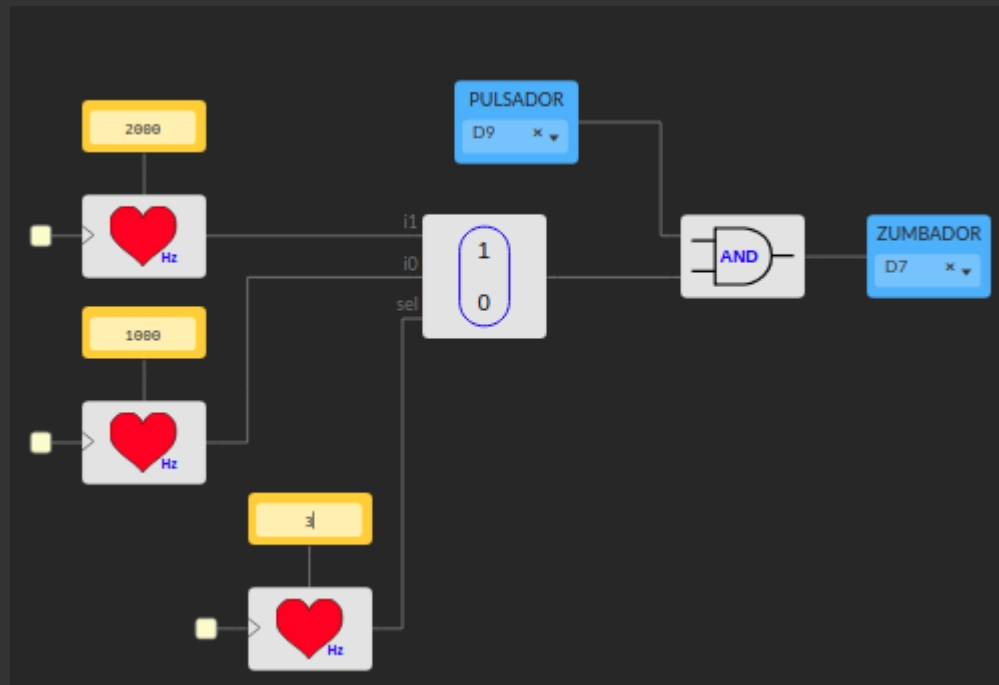 PULSADOR
D9
2000
Hz
i1
i0
sel
1
0
AND
ZUMBADOR
D7
1000
Hz
3
Hz